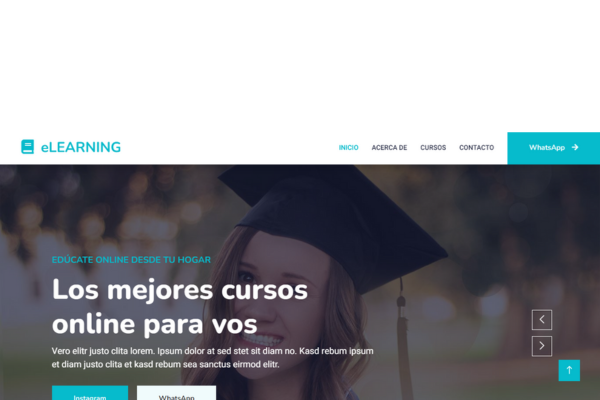 eLEARNING
INICIO ACERCA DE CURSOS CONTACTO WhatsApp
EDÚCATE ONLINE DESDE TU HOGAR
Los mejores cursos
online para vos
Vero elitr justo clita lorem. Ipsum dolor at sed stet sit diam no. Kasd rebum ipsum
et diam justo clita et kasd rebum sea sanctus eirmod elitr.
Instagram WhatsApp